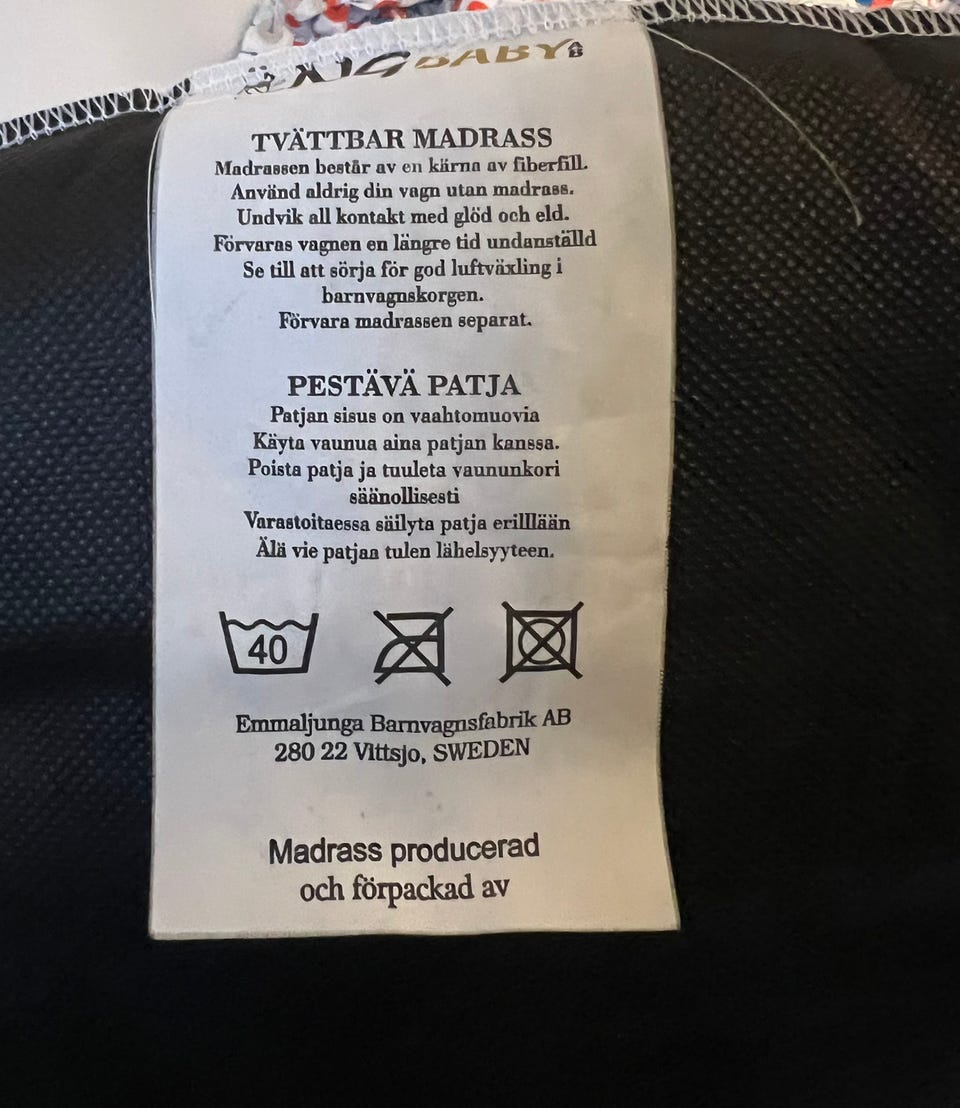 BABY
TVÄTTBAR MADRASS
Madrassen består av en kärna av fiberfill.
Använd aldrig din vagn utan madrass.
Undvik all kontakt med glöd och eld.
Förvaras vagnen en längre tid undanställd
Se till att sörja för god luftväxling i
barnvagnskorgen.
Förvara madrassen separat.
PESTÄVÄ PATJA
Patjan sisus on vaahtomuovia
Käyta vaunua aina patjan kanssa.
Poista patja ja tuuleta vaununkori
säänollisesti
Varastoitaessa säilyta patja erilllään
Älä vie patjaa tulen lähelsyyteen.
40
Emmaljunga Barnvagnsfabrik AB
280 22 Vittsjo, SWEDEN
Madrass producerad
och förpackad av